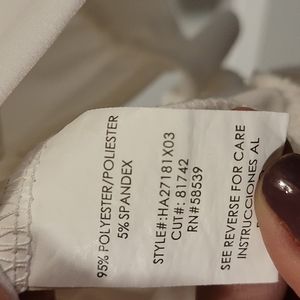 95% POLYESTER/POLIESTER
5% SPANDEX
STYLE#:HA27181X03
CUT#: 81742
RN#58539
SEE REVERSE FOR CARE
INSTRUCCIONES AL